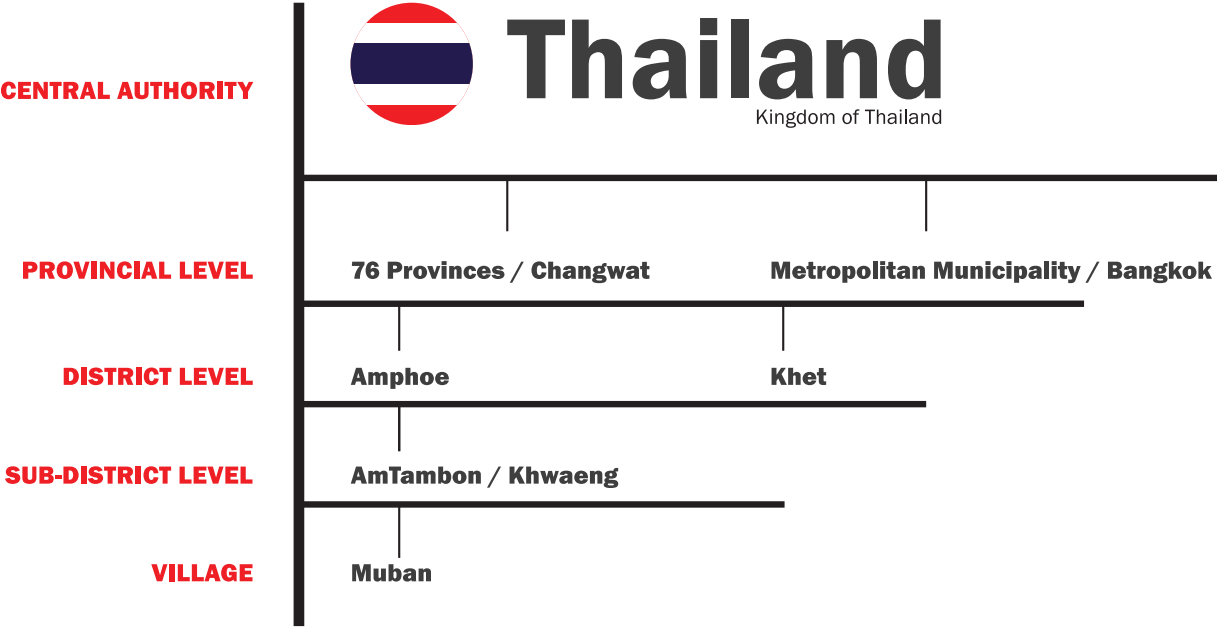 CENTRAL AUTHORITY
Thailand
Kingdom of Thailand
PROVINCIAL LEVEL
76 Provinces / Changwat
Metropolitan Municipality / Bangkok
DISTRICT LEVEL
Amphoe
Khet
SUB-DISTRICT LEVEL
AmTambon / Khwaeng
VILLAGE
Muban